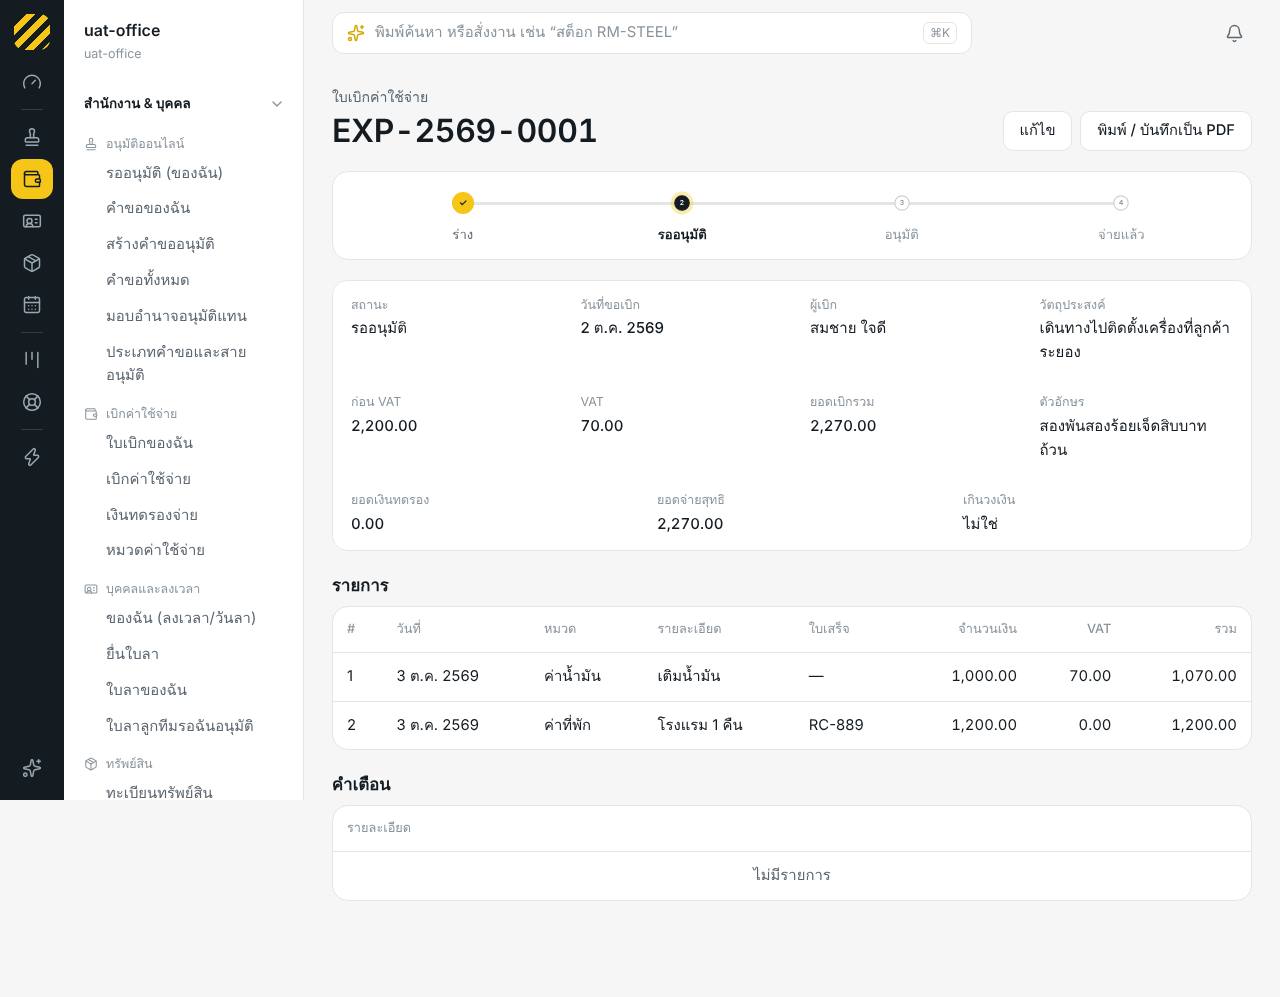 uat-office
uat-office
สำนักงาน & บุคคล
อนุมัติออนไลน์
รออนุมัติ (ของฉัน)
คำขอของฉัน
สร้างคำขออนุมัติ
คำขอทั้งหมด
มอบอำนาจอนุมัติแทน
ประเภทคำขอและสาย
อนุมัติ
เบิกค่าใช้จ่าย
ใบเบิกของฉัน
เบิกค่าใช้จ่าย
เงินทดรองจ่าย
หมวดค่าใช้จ่าย
บุคคลและลงเวลา
ของฉัน (ลงเวลา/วันลา)
ยื่นใบลา
ใบลาของฉัน
ใบลาลูกทีมรอฉันอนุมัติ
ทรัพย์สิน
ทะเบียนทรัพย์สิน
พิมพ์ค้นหา หรือสั่งงาน เช่น “สต็อก RM-STEEL” ⌘K
ใบเบิกค่าใช้จ่าย
EXP-2569-0001
แก้ไข พิมพ์ / บันทึกเป็น PDF
2 3 4
ร่าง รออนุมัติ อนุมัติ จ่ายแล้ว
สถานะ วันที่ขอเบิก ผู้เบิก วัตถุประสงค์
รออนุมัติ 2 ต.ค. 2569 สมชาย ใจดี เดินทางไปติดตั้งเครื่องที่ลูกค้า
ระยอง
ก่อน VAT VAT ยอดเบิกรวม ตัวอักษร
2,200.00 70.00 2,270.00 สองพันสองร้อยเจ็ดสิบบาท
ถ้วน
ยอดเงินทดรอง ยอดจ่ายสุทธิ เกินวงเงิน
0.00 2,270.00 ไม่ใช่
รายการ
# วันที่ หมวด รายละเอียด ใบเสร็จ จำนวนเงิน VAT รวม
1 3 ต.ค. 2569 ค่าน้ำมัน เติมน้ำมัน — 1,000.00 70.00 1,070.00
2 3 ต.ค. 2569 ค่าที่พัก โรงแรม 1 คืน RC-889 1,200.00 0.00 1,200.00
คำเตือน
รายละเอียด
ไม่มีรายการ